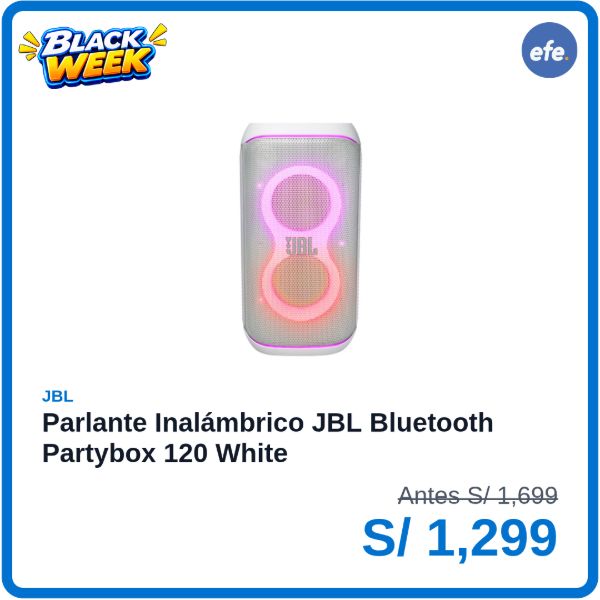 BLACK
WEEK
efe.
JBL
JBL
Parlante Inalámbrico JBL Bluetooth
Partybox 120 White
Antes S/ 1,699
S/ 1,299